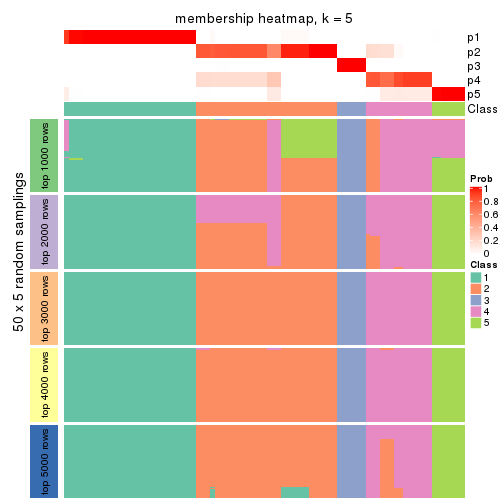 membership heatmap, k = 5
p1
p2
p3
p4
p5
Class
50 x 5 random samplings
top 1000 rows
top 2000 rows
top 3000 rows
top 4000 rows
top 5000 rows
Prob
1
0.8
0.6
0.4
0.2
0
Class
1
2
3
4
5